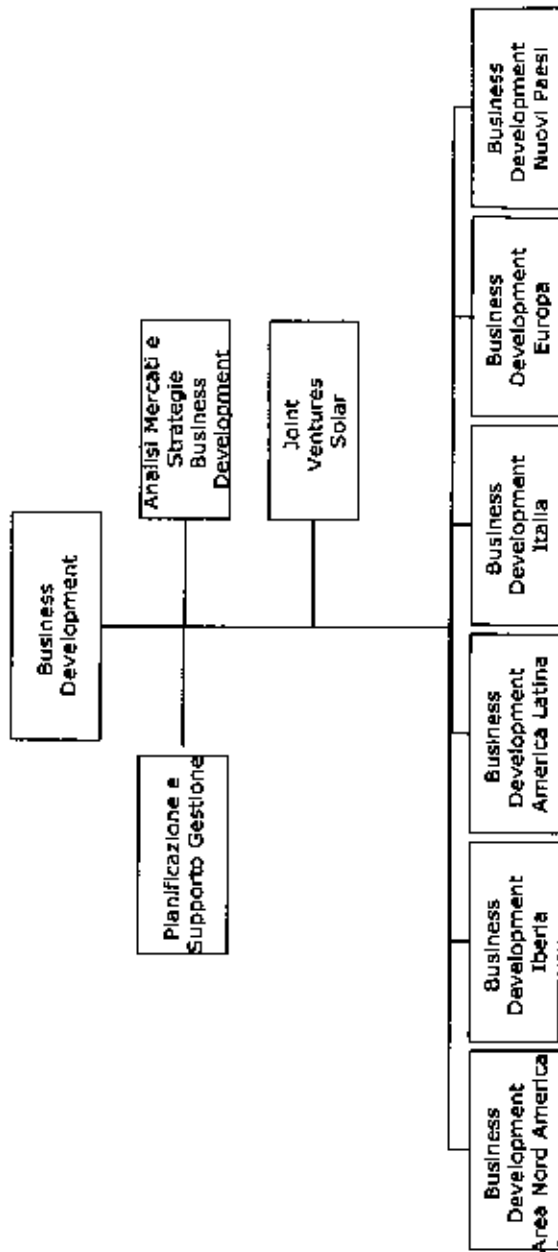 Business
Development
Planificazione e
Supporto Gestione
Analisi Mercati e
Strategie
Business
Development
Joint
Ventures
Solar
Business
Development
Area Nord America
Business
Development
Iberia
Business
Development
America Latina
Business
Development
Italia
Business
Development
Europa
Business
Development
Nuovi Paesi